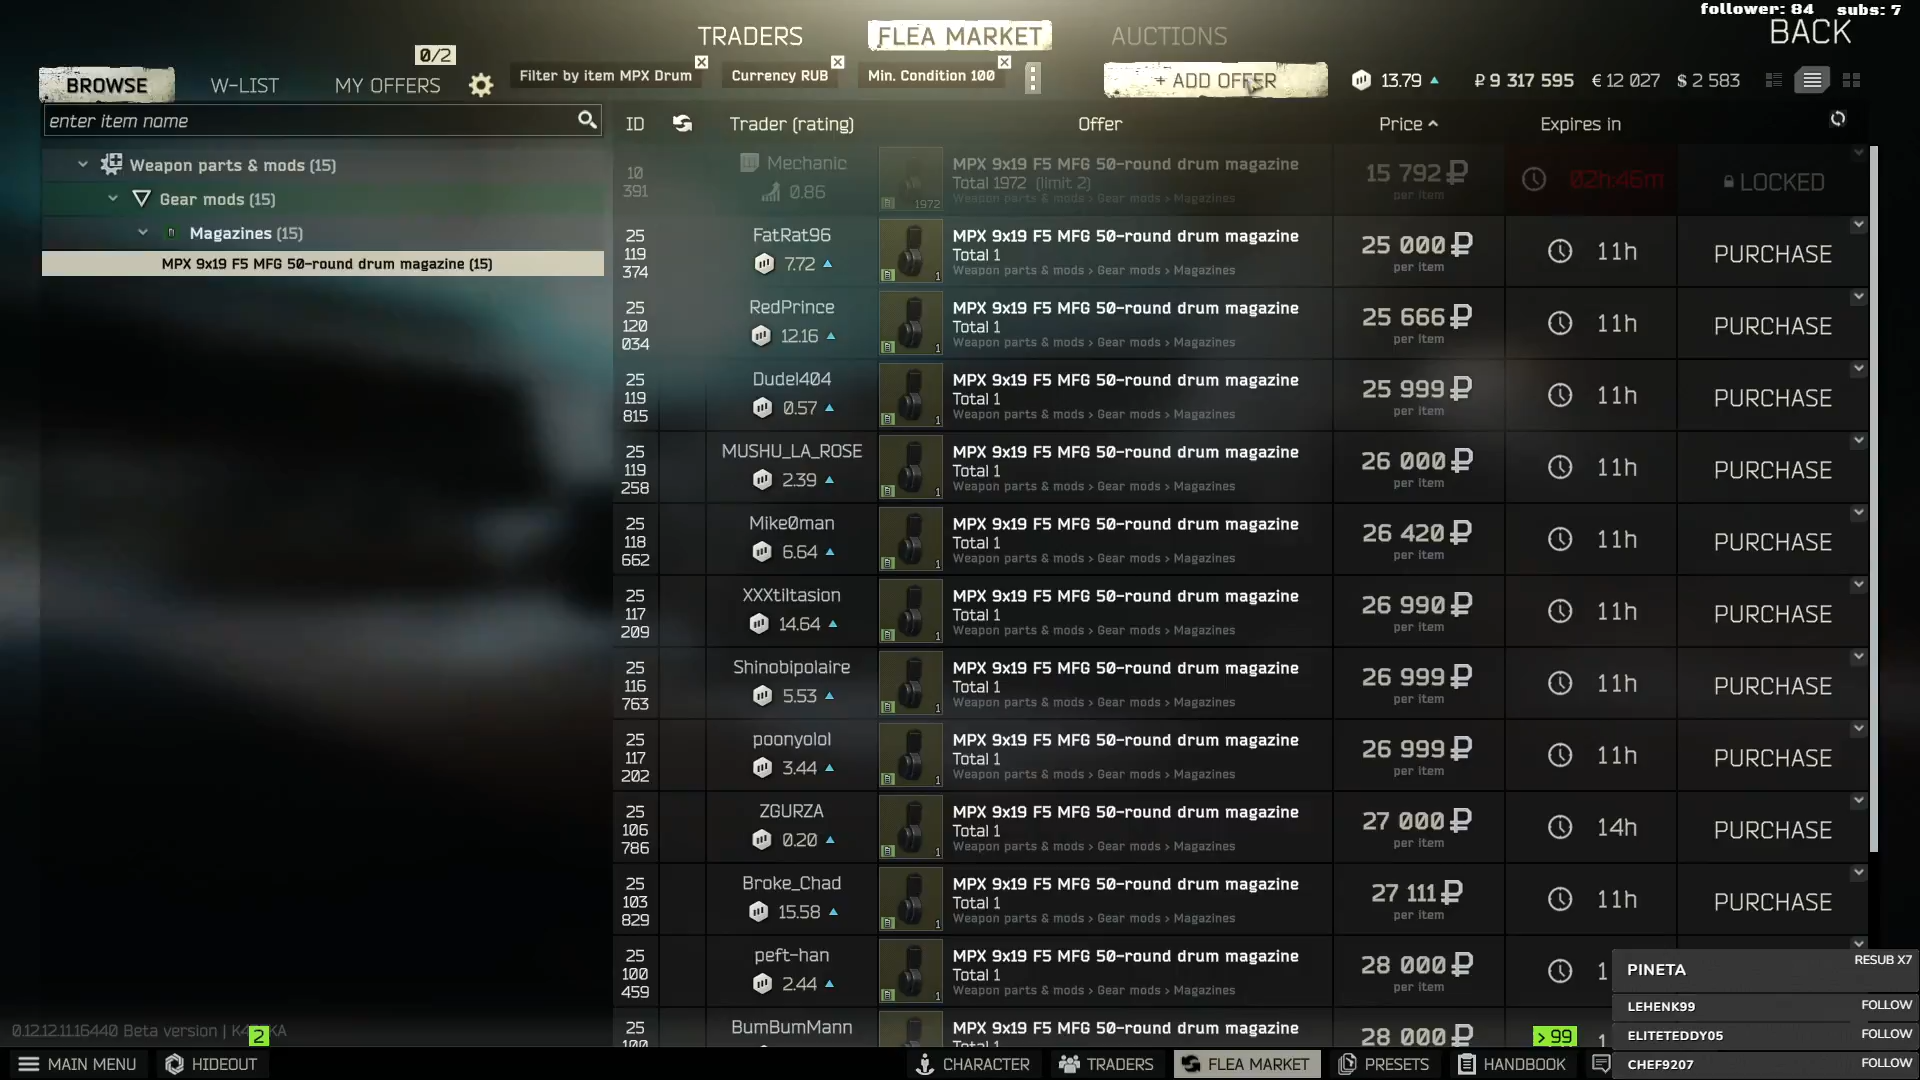 follower: 84 subs: 7
TRADERS FLEA MARKET AUCTIONS BACK
0/2
BROWSE W-LIST MY OFFERS Filter by item MPX Drum Currency RUB Min. Condition 100 + ADD OFFER 13.79 ₽ 9 317 595 € 12 027 $ 2 583
enter item name
ID Trader (rating) Offer Price Expires in
Weapon parts & mods (15)
Gear mods (15)
Magazines (15)
MPX 9x19 F5 MFG 50-round drum magazine (15)
10 391 Mechanic 0.86 1972 MPX 9x19 F5 MFG 50-round drum magazine
Total 1972 (limit 2)
Weapon parts & mods > Gear mods > Magazines
15 792 ₽ 02h:46m LOCKED
25 119 374 FatRat96 7.72 1 MPX 9x19 F5 MFG 50-round drum magazine
Total 1
Weapon parts & mods > Gear mods > Magazines
25 000 ₽ per item 11h PURCHASE
25 120 034 RedPrince 12.16 1 MPX 9x19 F5 MFG 50-round drum magazine
Total 1
Weapon parts & mods > Gear mods > Magazines
25 666 ₽ per item 11h PURCHASE
25 119 815 Dudel404 0.57 1 MPX 9x19 F5 MFG 50-round drum magazine
Total 1
Weapon parts & mods > Gear mods > Magazines
25 999 ₽ per item 11h PURCHASE
25 119 258 MUSHU_LA_ROSE 2.39 1 MPX 9x19 F5 MFG 50-round drum magazine
Total 1
Weapon parts & mods > Gear mods > Magazines
26 000 ₽ per item 11h PURCHASE
25 118 662 Mike0man 6.64 1 MPX 9x19 F5 MFG 50-round drum magazine
Total 1
Weapon parts & mods > Gear mods > Magazines
26 420 ₽ per item 11h PURCHASE
25 117 209 XXXtiltasion 14.64 1 MPX 9x19 F5 MFG 50-round drum magazine
Total 1
Weapon parts & mods > Gear mods > Magazines
26 990 ₽ per item 11h PURCHASE
25 116 763 Shinobipolaire 5.53 1 MPX 9x19 F5 MFG 50-round drum magazine
Total 1
Weapon parts & mods > Gear mods > Magazines
26 999 ₽ per item 11h PURCHASE
25 117 202 poonyolol 3.44 1 MPX 9x19 F5 MFG 50-round drum magazine
Total 1
Weapon parts & mods > Gear mods > Magazines
26 999 ₽ per item 11h PURCHASE
25 106 786 ZGURZA 0.20 1 MPX 9x19 F5 MFG 50-round drum magazine
Total 1
Weapon parts & mods > Gear mods > Magazines
27 000 ₽ per item 14h PURCHASE
25 103 829 Broke_Chad 15.58 1 MPX 9x19 F5 MFG 50-round drum magazine
Total 1
Weapon parts & mods > Gear mods > Magazines
27 111 ₽ per item 11h PURCHASE
25 100 459 peft-han 2.44 1 MPX 9x19 F5 MFG 50-round drum magazine
Total 1
Weapon parts & mods > Gear mods > Magazines
28 000 ₽ per item 1
25 100 BumBumMann MPX 9x19 F5 MFG 50-round drum magazine
Total 1
28 000 ₽ > 99 1
PINETA RESUB X7
LEHENK99 FOLLOW
ELITETEDDY05 FOLLOW
CHEF9207 FOLLOW
0.12.12.11.16440 Beta version |
2
MAIN MENU HIDEOUT CHARACTER TRADERS FLEA MARKET PRESETS HANDBOOK